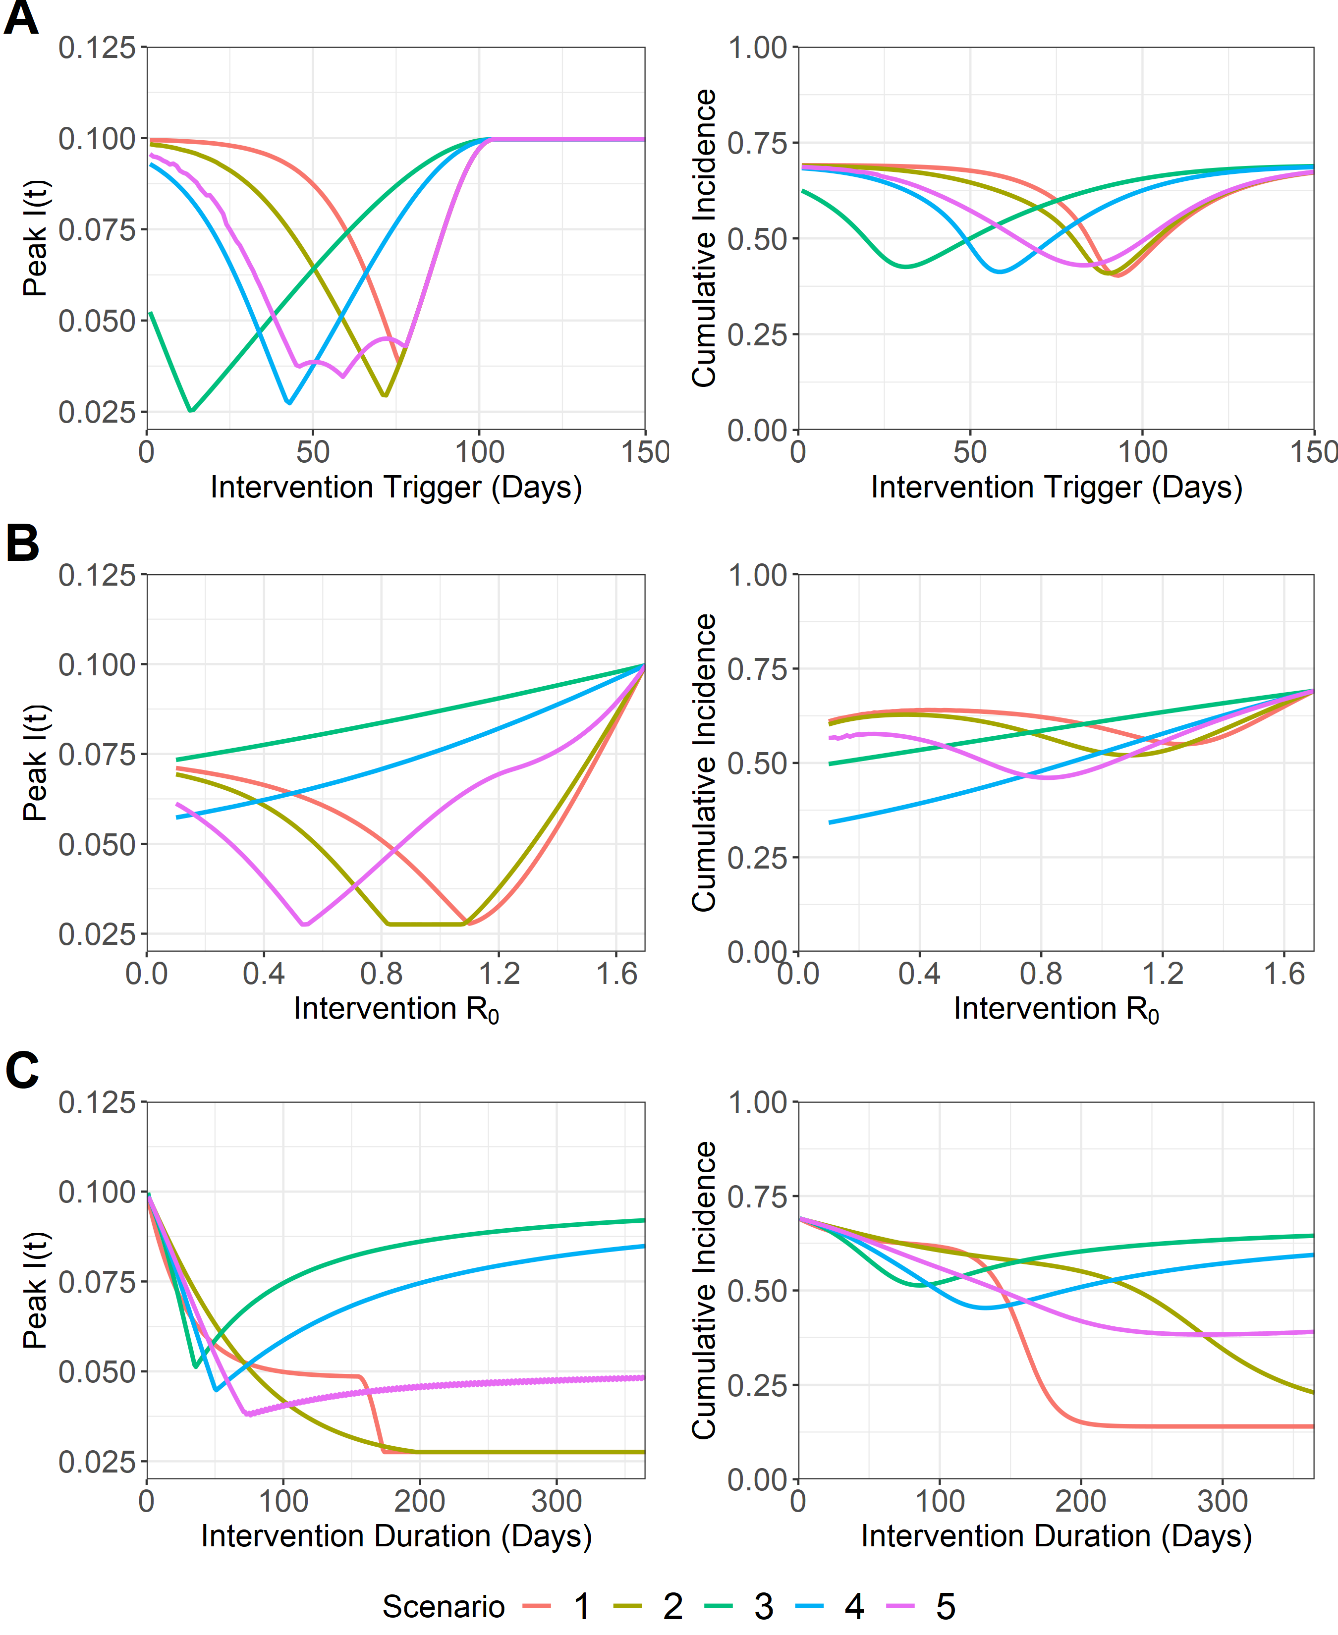 A
Peak I(t)
0.125
0.100
0.075
0.050
0.025
0 50 100 150
Intervention Trigger (Days)
Cumulative Incidence
1.00
0.75
0.50
0.25
0.00
0 50 100 150
Intervention Trigger (Days)
B
Peak I(t)
0.125
0.100
0.075
0.050
0.025
0.0 0.4 0.8 1.2 1.6
Intervention R0
Cumulative Incidence
1.00
0.75
0.50
0.25
0.00
0.0 0.4 0.8 1.2 1.6
Intervention R0
C
Peak I(t)
0.125
0.100
0.075
0.050
0.025
0 100 200 300
Intervention Duration (Days)
Cumulative Incidence
1.00
0.75
0.50
0.25
0.00
0 100 200 300
Intervention Duration (Days)
Scenario 1 2 3 4 5